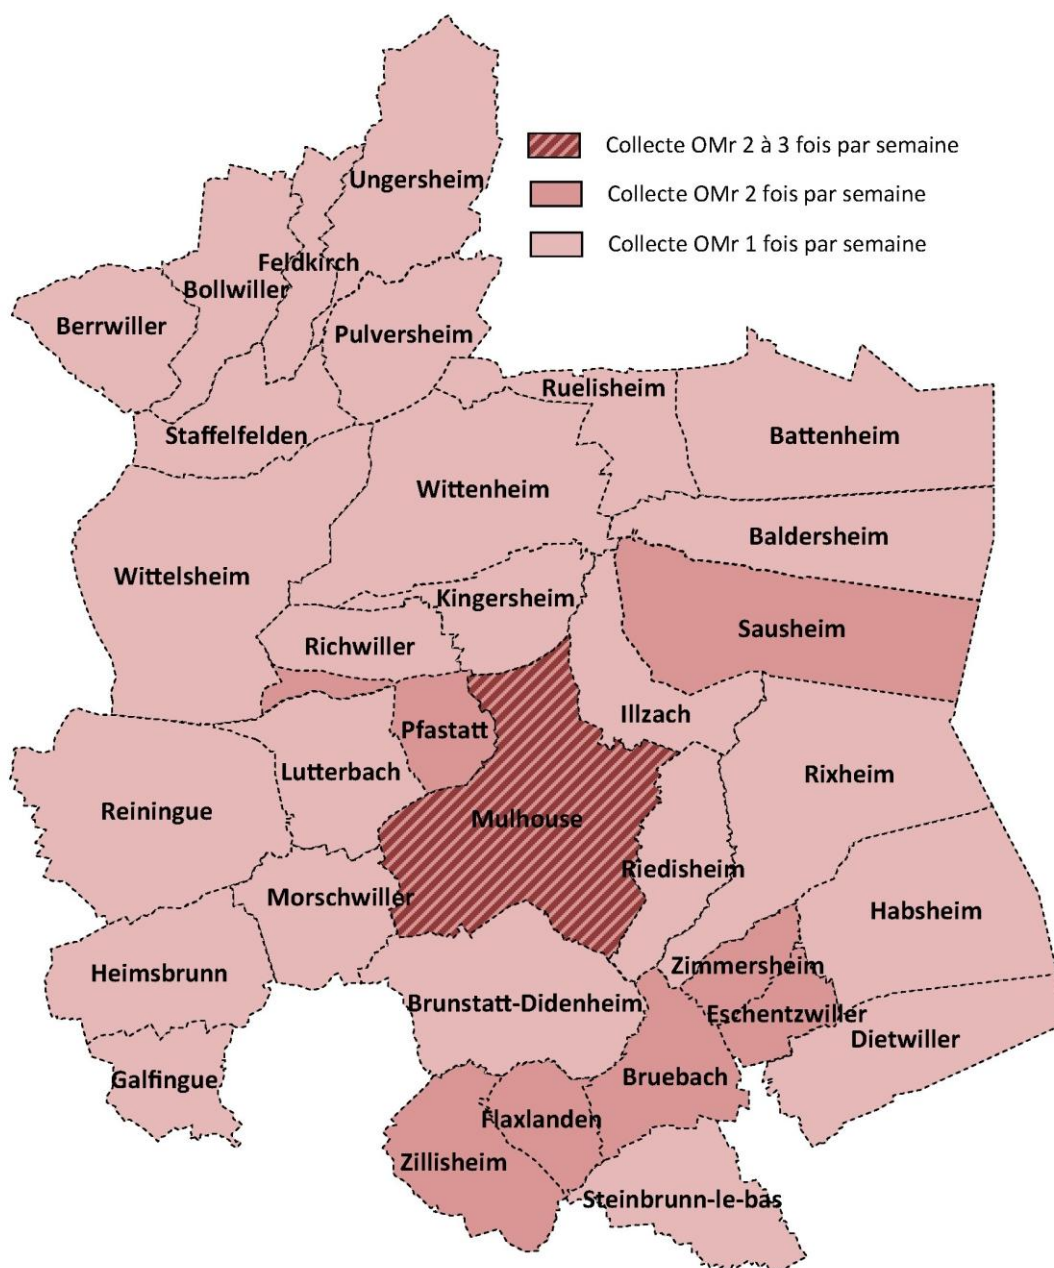 Collecte OMr 2 à 3 fois par semaine
Collecte OMr 2 fois par semaine
Collecte OMr 1 fois par semaine
Ungersheim
Feldkirch
Bollwiller
Berrwiller
Pulversheim
Ruelisheim
Staffelfelden
Battenheim
Wittenheim
Baldersheim
Wittelsheim
Kingersheim
Sausheim
Richwiller
Illzach
Pfastatt
Lutterbach
Rixheim
Reiningue
Mulhouse
Riedisheim
Morschwiller
Habsheim
Zimmersheim
Heimsbrunn
Brunstatt-Didenheim
Eschentzwiller
Dietwiller
Galfingue
Bruebach
Flaxlanden
Zillisheim
Steinbrunn-le-bas